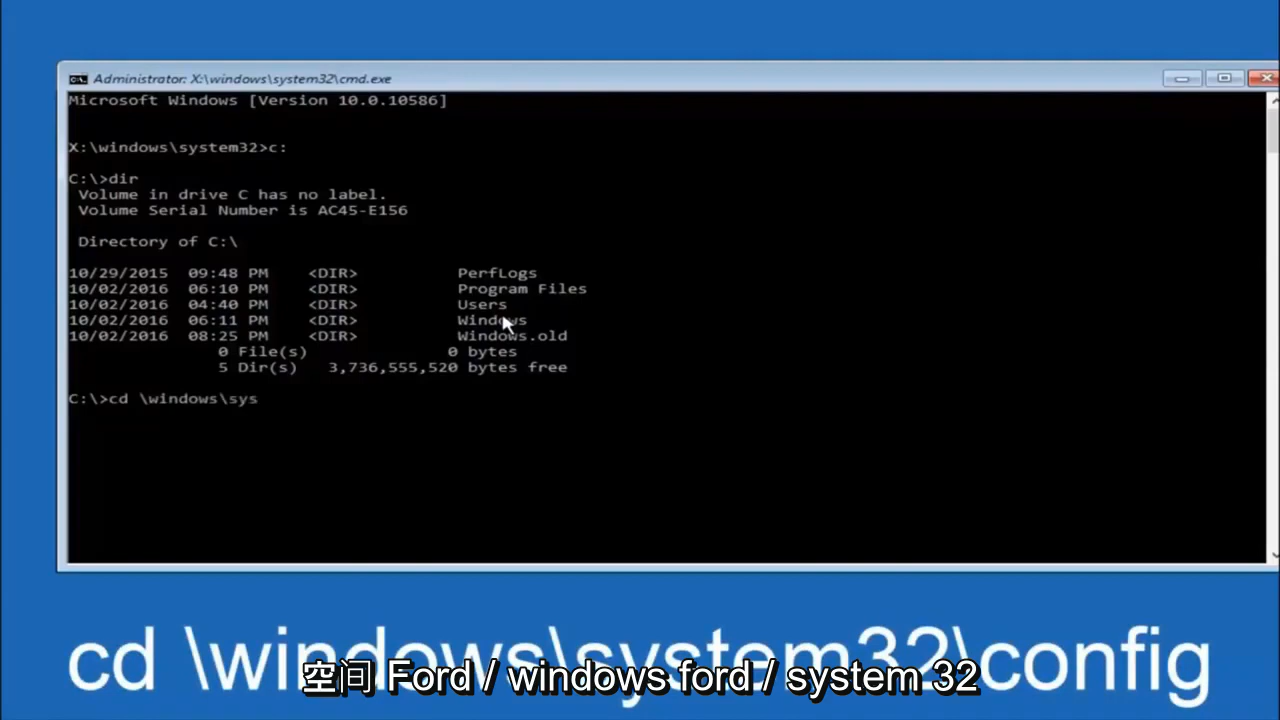 Administrator: X:\windows\system32\cmd.exe
Microsoft Windows [Version 10.0.10586]
X:\windows\system32>c:
C:\>dir
Volume in drive C has no label.
Volume Serial Number is AC45-E156
Directory of C:\
10/29/2015 09:48 PM <DIR> PerfLogs
10/02/2016 06:10 PM <DIR> Program Files
10/02/2016 04:40 PM <DIR> Users
10/02/2016 06:11 PM <DIR> Windows
10/02/2016 08:25 PM <DIR> Windows.old
0 File(s) 0 bytes
5 Dir(s) 3,736,555,520 bytes free
C:\>cd \windows\sys
cd \windows\system32\config
空间 Ford / windows ford / system 32